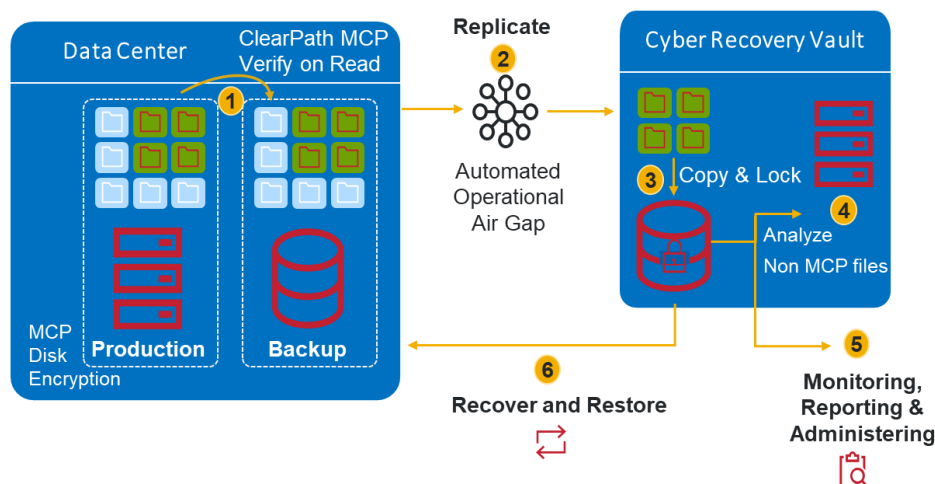 Data Center
ClearPath MCP
Verify on Read
1
MCP
Disk
Encryption
Production
Backup
Replicate
2
Automated
Operational
Air Gap
Cyber Recovery Vault
3
Copy & Lock
4
Analyze
Non MCP files
5
Monitoring,
Reporting &
Administering
6
Recover and Restore